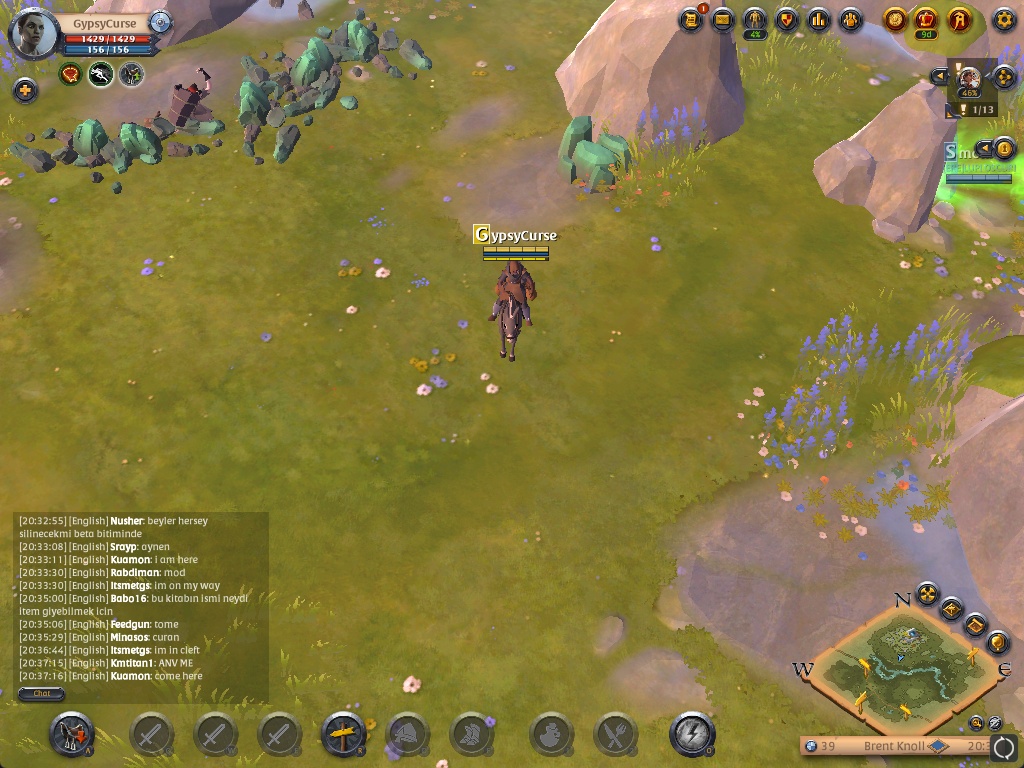 GypsyCurse
1429 / 1429
156 / 156
1
4%
9d
46%
1/13
GypsyCurse
[20:32:55] [English] Nusher: beyler hersey
silinecekmi beta bitiminde
[20:33:08] [English] Srayp: aynen
[20:33:11] [English] Kuamon: i am here
[20:33:30] [English] Rabdiman: mod
[20:33:30] [English] Itsmetgs: im on my way
[20:35:00] [English] Babo16: bu kitabın ismi neydi
item giyebilmek icin
[20:35:06] [English] Feedgun: tome
[20:35:29] [English] Minasos: curan
[20:36:44] [English] Itsmetgs: im in cleft
[20:37:15] [English] Kmtitan1: ANV ME
[20:37:16] [English] Kuamon: come here
Chat
N
W
E
A
R
39 Brent Knoll